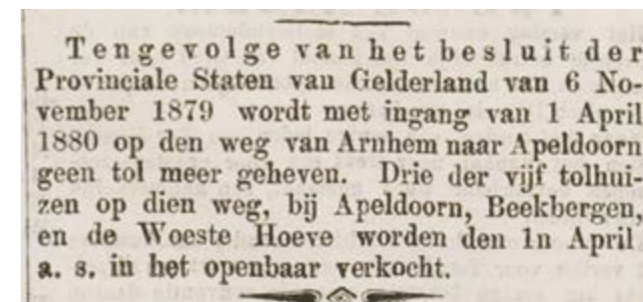 Tengevolge van het besluit der
Provinciale Staten van Gelderland van 6 No-
vember 1879 wordt met ingang van 1 April
1880 op den weg van Arnhem naar Apeldoorn
geen tol meer geheven. Drie der vijf tolhui-
zen op dien weg, bij Apeldoorn, Beekbergen,
en de Woeste Hoeve worden den 1n April
a. s. in het openbaar verkocht.